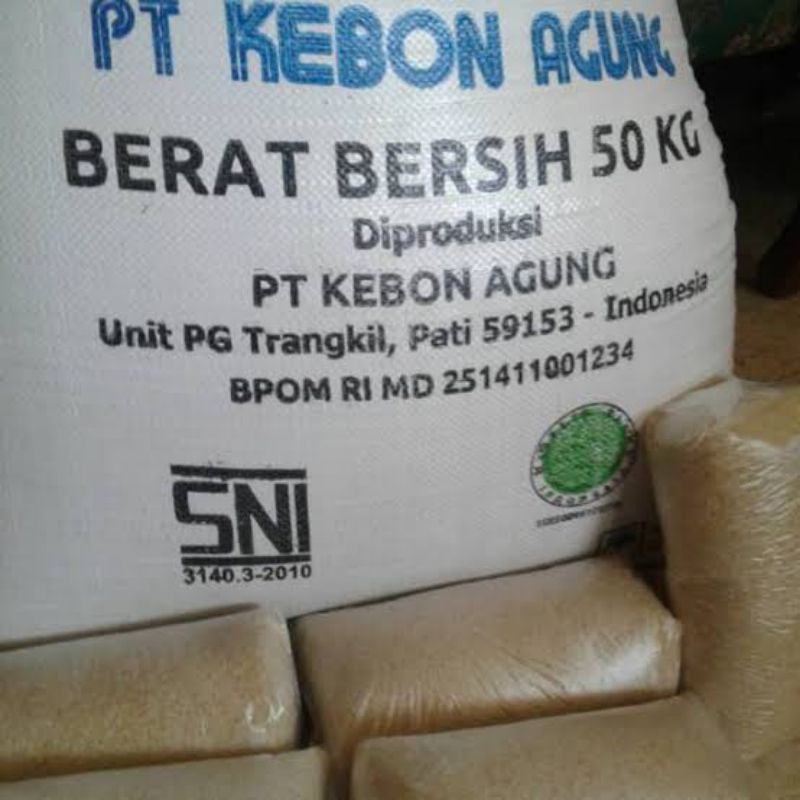 PT KEBON AGUNG
BERAT BERSIH 50 KG
Diproduksi
PT KEBON AGUNG
Unit PG Trangkil, Pati 59153 - Indonesia
BPOM RI MD 251411001234
SNI
3140.3-2010